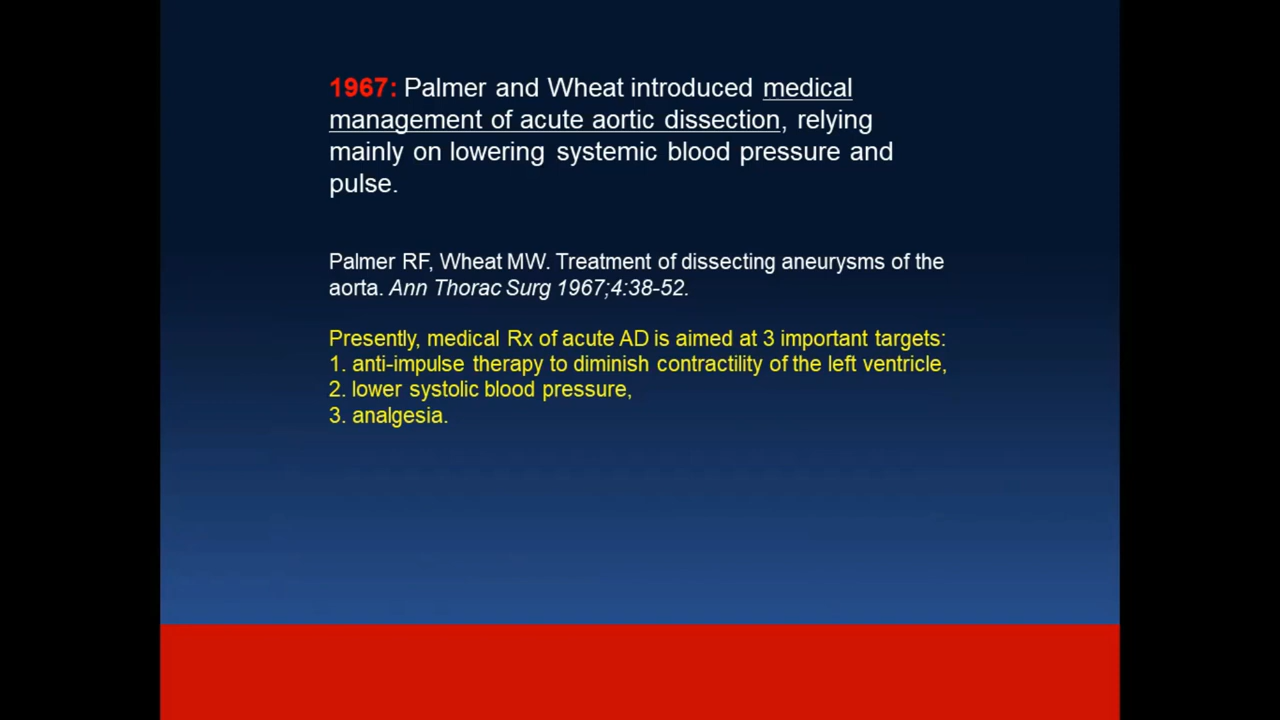 1967: Palmer and Wheat introduced medical
management of acute aortic dissection, relying
mainly on lowering systemic blood pressure and
pulse.
Palmer RF, Wheat MW. Treatment of dissecting aneurysms of the
aorta. Ann Thorac Surg 1967;4:38-52.
Presently, medical Rx of acute AD is aimed at 3 important targets:
1. anti-impulse therapy to diminish contractility of the left ventricle,
2. lower systolic blood pressure,
3. analgesia.